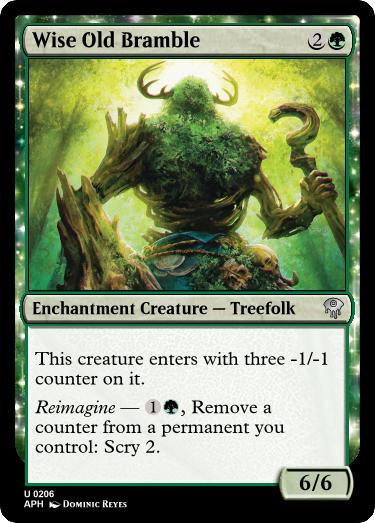 Wise Old Bramble 2
Enchantment Creature — Treefolk
This creature enters with three -1/-1
counter on it.
Reimagine — 1, Remove a
counter from a permanent you
control: Scry 2.
6/6
U 0206
APH Dominic Reyes